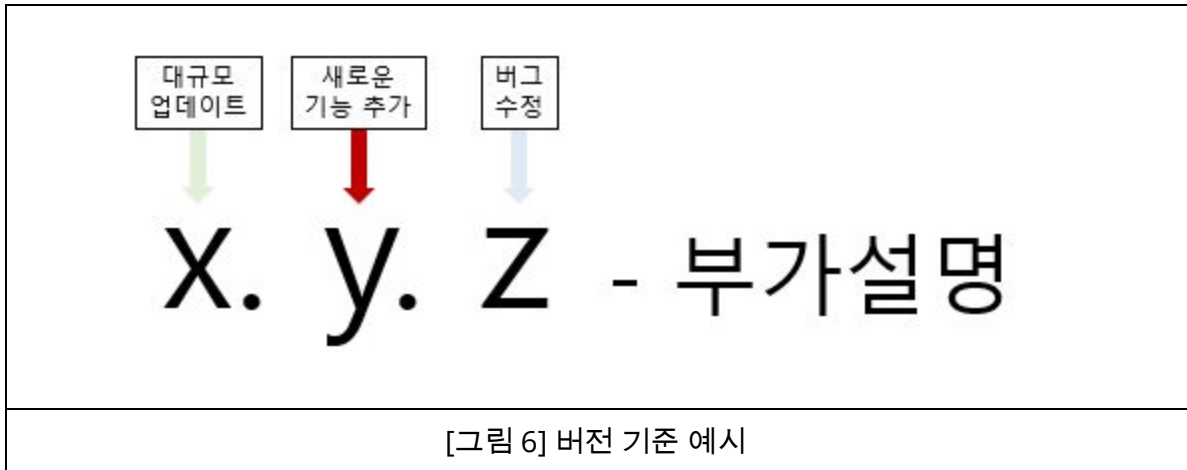 대규모
업데이트
새로운
기능 추가
버그
수정
x. y. z - 부가설명
[그림 6] 버전 기준 예시